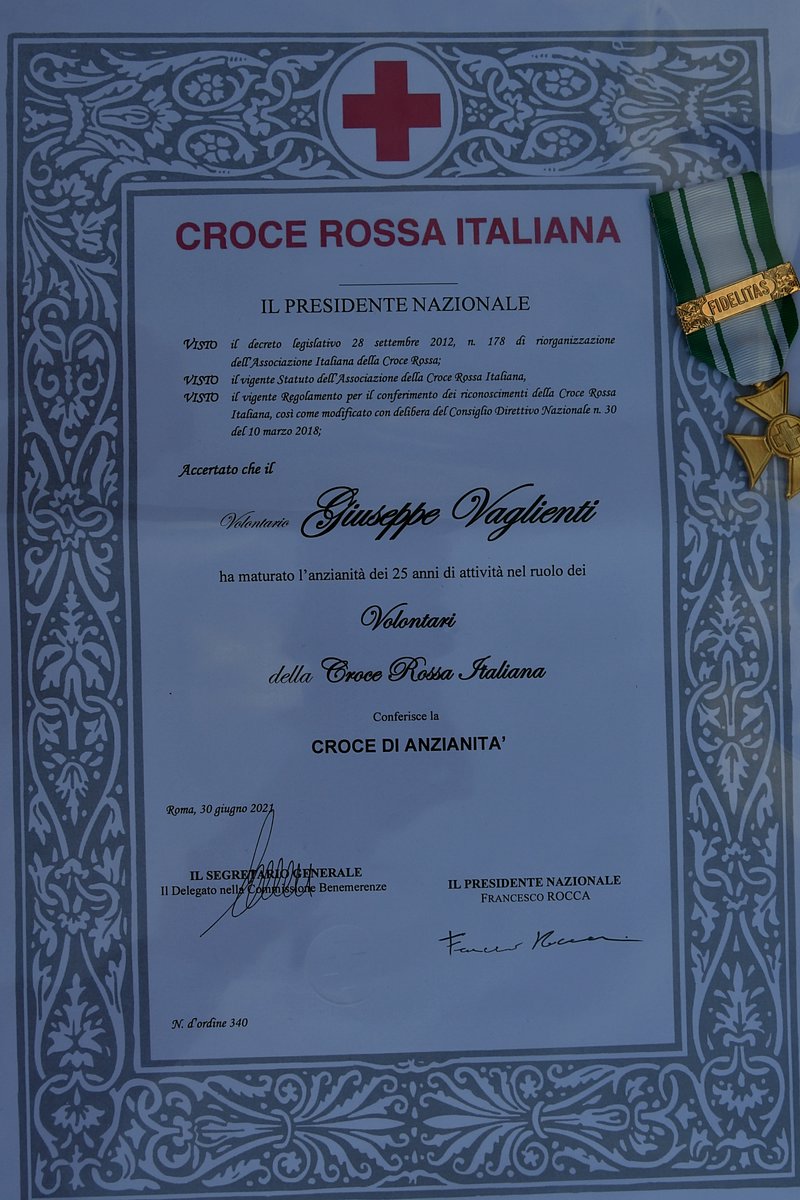 CROCE ROSSA ITALIANA
IL PRESIDENTE NAZIONALE
VISTO il decreto legislativo 28 settembre 2012, n. 178 di riorganizzazione
dell'Associazione Italiana della Croce Rossa;
VISTO il vigente Statuto dell'Associazione della Croce Rossa Italiana,
VISTO il vigente Regolamento per il conferimento dei riconoscimenti della Croce Rossa
Italiana, così come modificato con delibera del Consiglio Direttivo Nazionale n. 30
del 10 marzo 2018;
FIDELITAS
Accertato che il
Volontario Giuseppe Vaglienti
ha maturato l'anzianità dei 25 anni di attività nel ruolo dei
Volontari
della Croce Rossa Italiana
Conferisce la
CROCE DI ANZIANITA'
Roma, 30 giugno 2021
IL SEGRETARIO GENERALE
Il Delegato nella Commissione Benemerenze
IL PRESIDENTE NAZIONALE
FRANCESCO ROCCA
Francesco Rocca
N. d'ordine 340